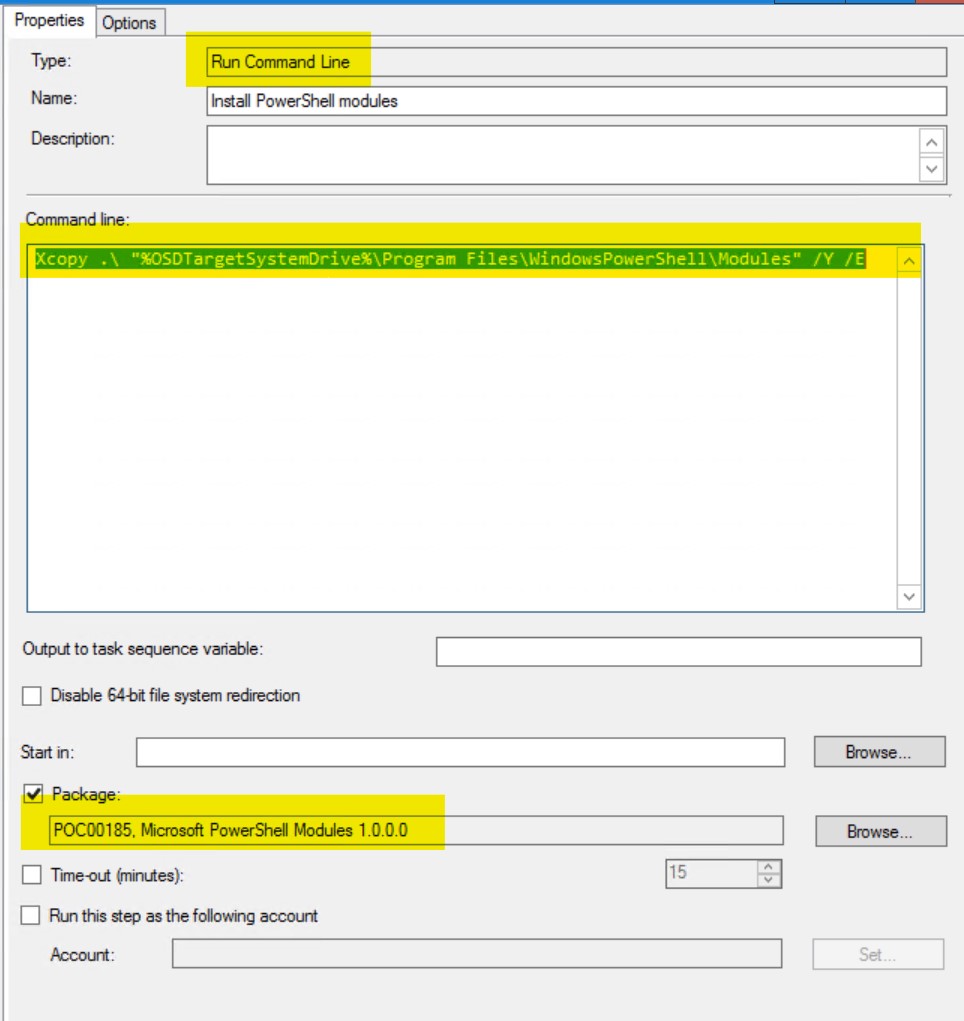 Properties Options
Type: Run Command Line
Name: Install PowerShell modules
Description:
Command line:
Xcopy .\ "%OSDTargetSystemDrive%\Program Files\WindowsPowerShell\Modules" /Y /E
Output to task sequence variable:
Disable 64-bit file system redirection
Start in: Browse...
Package:
POC00185, Microsoft PowerShell Modules 1.0.0.0 Browse...
Time-out (minutes): 15
Run this step as the following account
Account: Set...